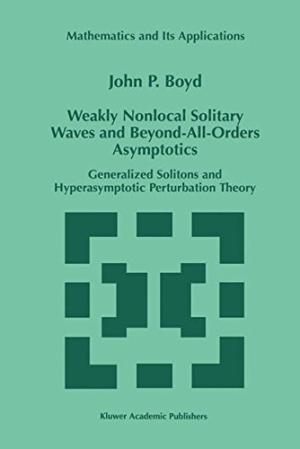 Mathematics and Its Applications
John P. Boyd
Weakly Nonlocal Solitary
Waves and Beyond-All-Orders
Asymptotics
Generalized Solitons and
Hyperasymptotic Perturbation Theory
Kluwer Academic Publishers